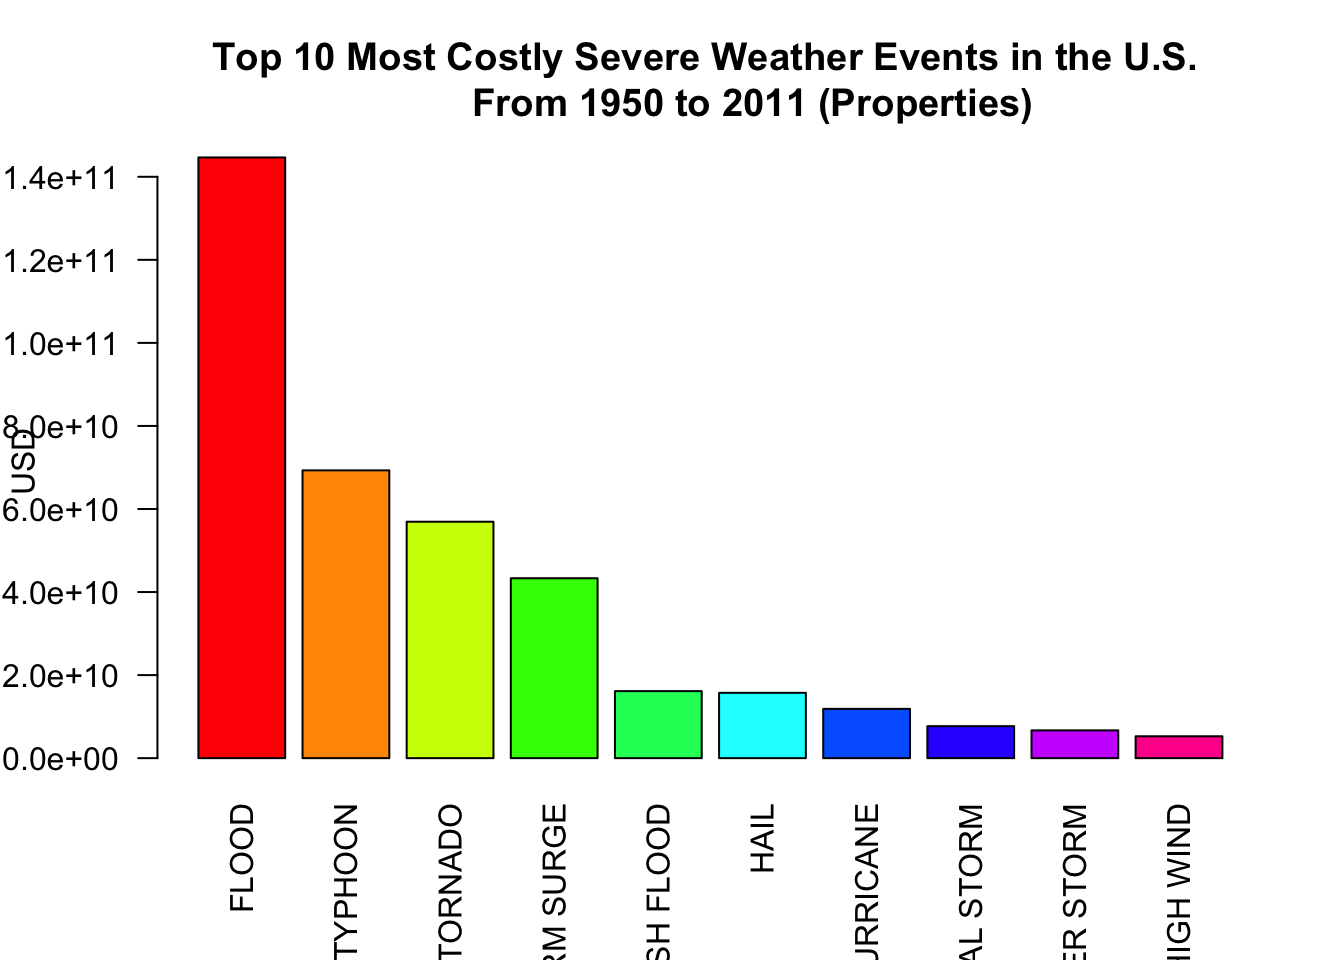 Top 10 Most Costly Severe Weather Events in the U.S.
From 1950 to 2011 (Properties)
1.4e+11
1.2e+11
1.0e+11
8.0e+10
6.0e+10
4.0e+10
2.0e+10
0.0e+00
USD
FLOOD
TYPHOON
TORNADO
RM SURGE
SH FLOOD
HAIL
URRICANE
AL STORM
ER STORM
HIGH WIND